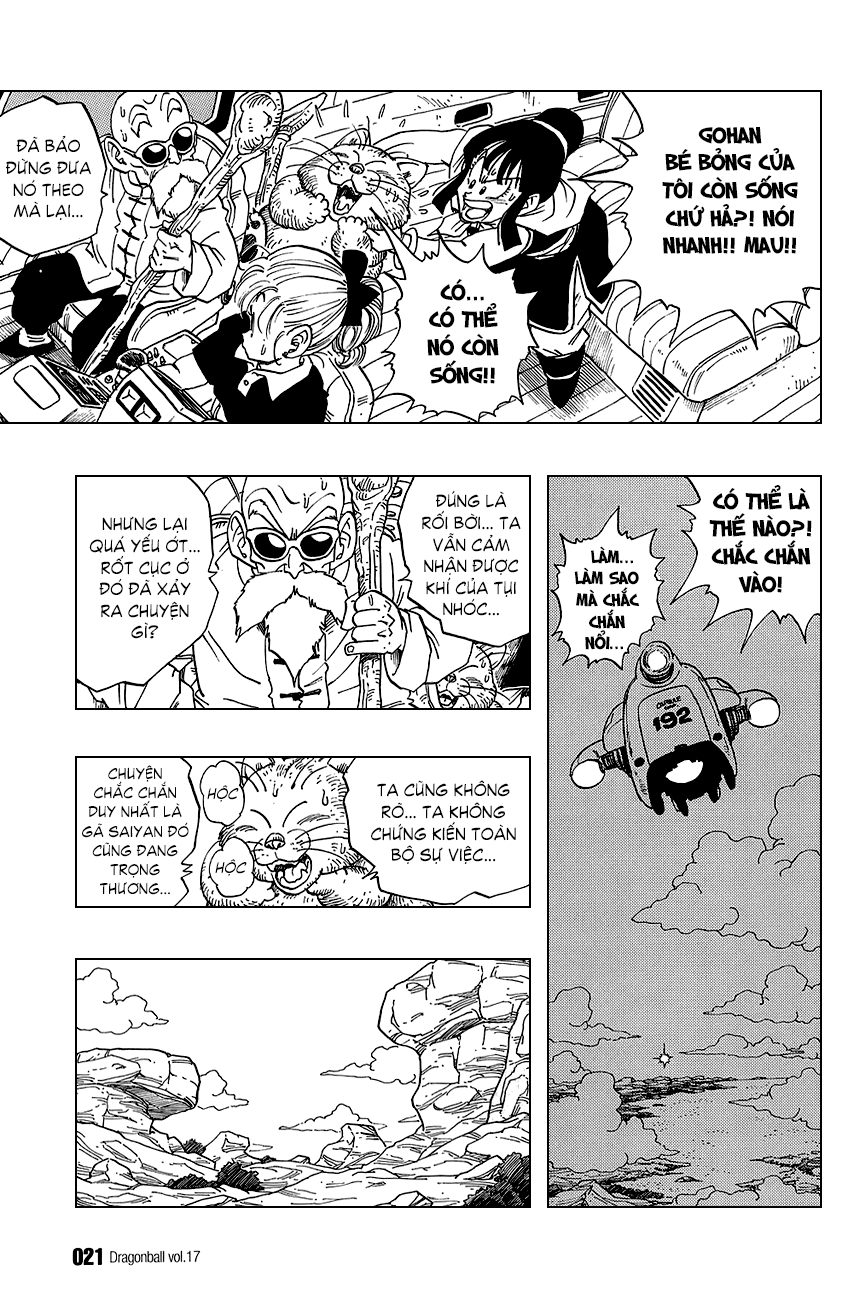 GOHAN
BÉ BỎNG CỦA
TÔI CÒN SỐNG
CHỨ HẢ?! NÓI
NHANH!! MAU!!
CÓ...
CÓ THỂ
NÓ CÒN
SỐNG!!
ĐÃ BẢO
ĐỪNG ĐƯA
NÓ THEO
MÀ LẠI...
CÓ THỂ LÀ
THẾ NÀO?!
CHẮC CHẮN
VÀO!
LÀM...
LÀM SAO
MÀ CHẮC
CHẮN
NỔI...
192
ĐÚNG LÀ
RỐI BỜI... TA
VẪN CẢM
NHẬN ĐƯỢC
KHÍ CỦA TỤI
NHÓC...
NHƯNG LẠI
QUÁ YẾU ỚT...
RỐT CỤC Ở
ĐÓ ĐÃ XẢY
RA CHUYỆN
GÌ?
TA CŨNG KHÔNG
RÕ... TA KHÔNG
CHỨNG KIẾN TOÀN
BỘ SỰ VIỆC...
HỘC
HỘC
CHUYỆN
CHẮC CHẮN
DUY NHẤT LÀ
GÃ SAIYAN ĐÓ
CŨNG ĐANG
TRỌNG
THƯƠNG...
021 Dragonball vol.17